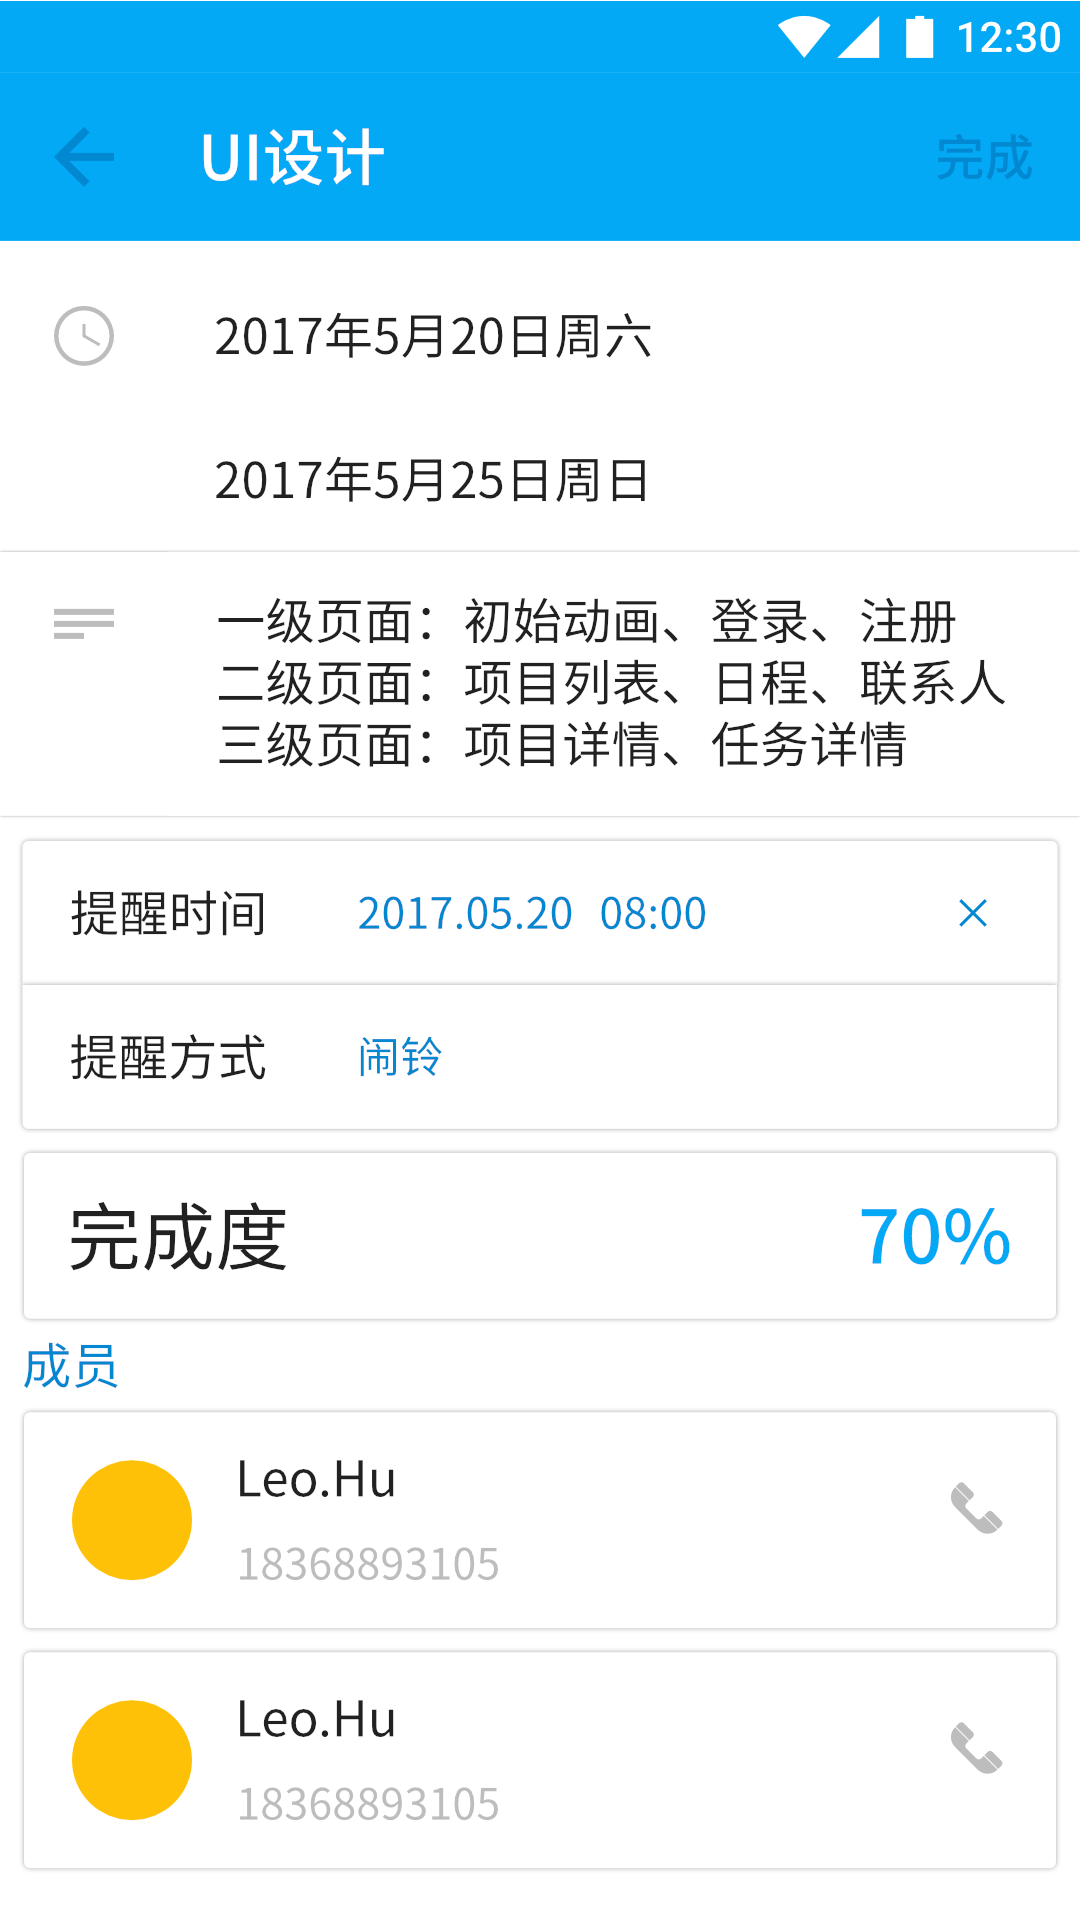 12:30
UI设计
完成
2017年5月20日周六
2017年5月25日周日
一级页面：初始动画、登录、注册
二级页面：项目列表、日程、联系人
三级页面：项目详情、任务详情
提醒时间 2017.05.20 08:00
提醒方式 闹铃
完成度 70%
成员
Leo.Hu
18368893105
Leo.Hu
18368893105